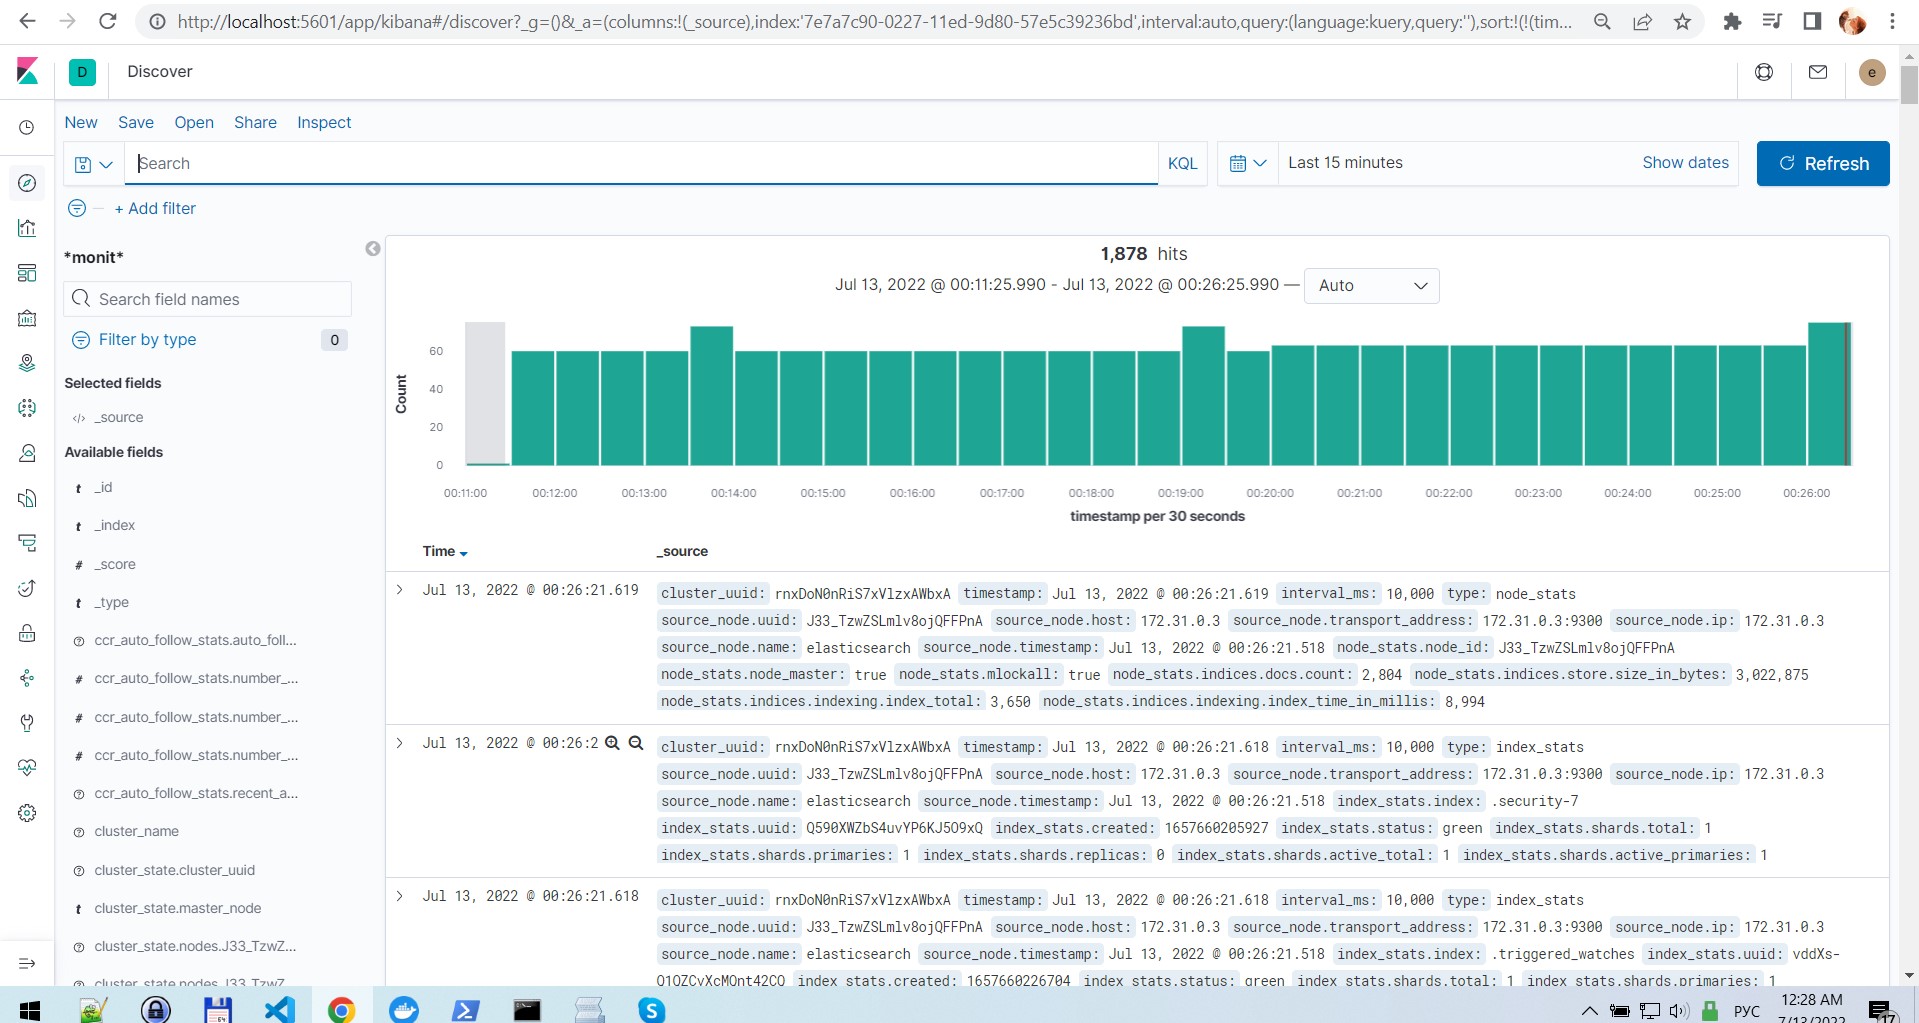 http://localhost:5601/app/kibana#/discover?_g=()&_a=(columns:!(_source),index:'7e7a7c90-0227-11ed-9d80-57e5c39236bd',interval:auto,query:(language:kuery,query:''),sort:!(!(tim...
D Discover e
New Save Open Share Inspect
Search KQL Last 15 minutes Show dates Refresh
+ Add filter
*monit*
Search field names
Filter by type 0
Selected fields
</> _source
Available fields
t _id
t _index
# _score
t _type
ccr_auto_follow_stats.auto_foll...
# ccr_auto_follow_stats.number_...
# ccr_auto_follow_stats.number_...
# ccr_auto_follow_stats.number_...
ccr_auto_follow_stats.recent_a...
cluster_name
cluster_state.cluster_uuid
t cluster_state.master_node
cluster_state.nodes.J33_TzwZ...
cluster_state.nodes.J33_TzwZ
1,878 hits
Jul 13, 2022 @ 00:11:25.990 - Jul 13, 2022 @ 00:26:25.990 — Auto
Count
60
40
20
0
00:11:00 00:12:00 00:13:00 00:14:00 00:15:00 00:16:00 00:17:00 00:18:00 00:19:00 00:20:00 00:21:00 00:22:00 00:23:00 00:24:00 00:25:00 00:26:00
timestamp per 30 seconds
Time _source
Jul 13, 2022 @ 00:26:21.619 cluster_uuid: rnxDoN0nRiS7xVlzxAWbxA timestamp: Jul 13, 2022 @ 00:26:21.619 interval_ms: 10,000 type: node_stats
source_node.uuid: J33_TzwZSLmlv8ojQFFPnA source_node.host: 172.31.0.3 source_node.transport_address: 172.31.0.3:9300 source_node.ip: 172.31.0.3
source_node.name: elasticsearch source_node.timestamp: Jul 13, 2022 @ 00:26:21.518 node_stats.node_id: J33_TzwZSLmlv8ojQFFPnA
node_stats.node_master: true node_stats.mlockall: true node_stats.indices.docs.count: 2,804 node_stats.indices.store.size_in_bytes: 3,022,875
node_stats.indices.indexing.index_total: 3,650 node_stats.indices.indexing.index_time_in_millis: 8,994
Jul 13, 2022 @ 00:26:2 cluster_uuid: rnxDoN0nRiS7xVlzxAWbxA timestamp: Jul 13, 2022 @ 00:26:21.618 interval_ms: 10,000 type: index_stats
source_node.uuid: J33_TzwZSLmlv8ojQFFPnA source_node.host: 172.31.0.3 source_node.transport_address: 172.31.0.3:9300 source_node.ip: 172.31.0.3
source_node.name: elasticsearch source_node.timestamp: Jul 13, 2022 @ 00:26:21.518 index_stats.index: .security-7
index_stats.uuid: Q590XWZbS4uvYP6KJ5O9xQ index_stats.created: 1657660205927 index_stats.status: green index_stats.shards.total: 1
index_stats.shards.primaries: 1 index_stats.shards.replicas: 0 index_stats.shards.active_total: 1 index_stats.shards.active_primaries: 1
Jul 13, 2022 @ 00:26:21.618 cluster_uuid: rnxDoN0nRiS7xVlzxAWbxA timestamp: Jul 13, 2022 @ 00:26:21.618 interval_ms: 10,000 type: index_stats
source_node.uuid: J33_TzwZSLmlv8ojQFFPnA source_node.host: 172.31.0.3 source_node.transport_address: 172.31.0.3:9300 source_node.ip: 172.31.0.3
source_node.name: elasticsearch source_node.timestamp: Jul 13, 2022 @ 00:26:21.518 index_stats.index: .triggered_watches index_stats.uuid: vddXs-
Q1QZCvXcMOnt42CQ index_stats.created: 1657660226704 index_stats.status: green index_stats.shards.total: 1 index_stats.shards.primaries: 1
РУС 12:28 AM
7/13/2022 17